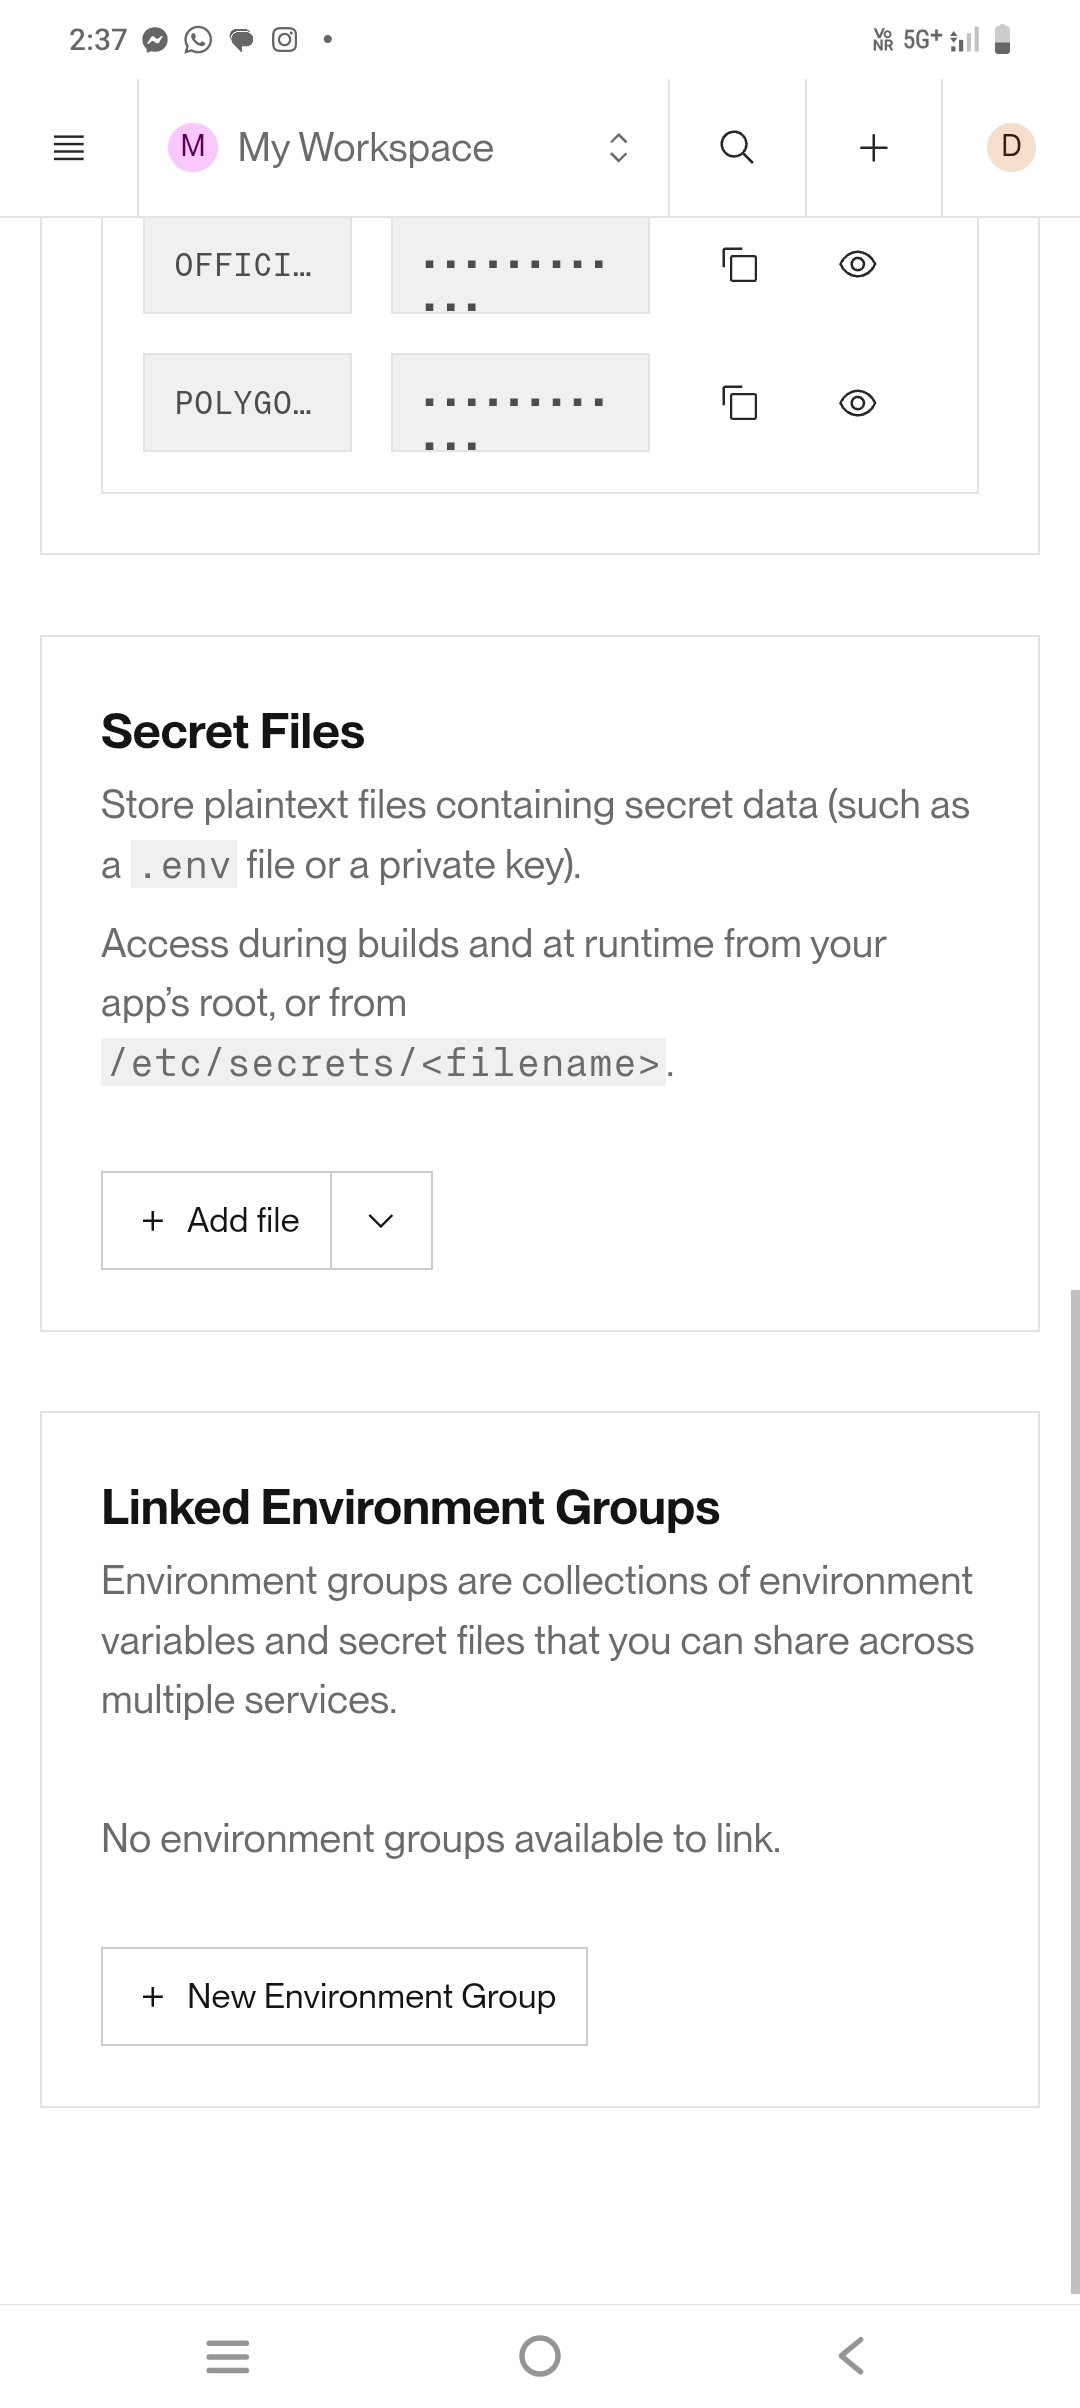 2:37
Vo NR 5G+
M My Workspace D
OFFICI…
POLYGO…
Secret Files
Store plaintext files containing secret data (such as
a .env file or a private key).
Access during builds and at runtime from your
app’s root, or from
/etc/secrets/<filename>.
+ Add file
Linked Environment Groups
Environment groups are collections of environment
variables and secret files that you can share across
multiple services.
No environment groups available to link.
+ New Environment Group